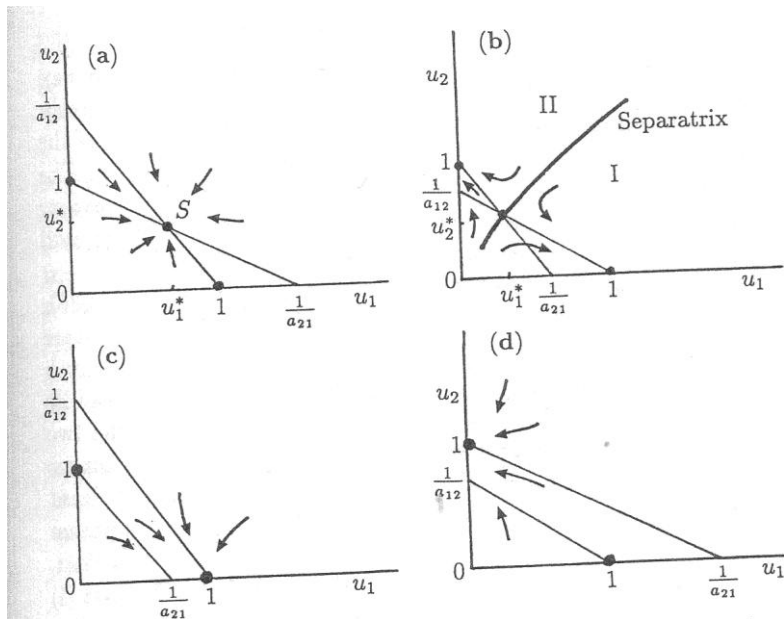 (a)
u₂
1/a₁₂
1
u₂*
S
0
u₁*
1
1/a₂₁
u₁
(b)
u₂
II
Separatrix
I
1
1/a₁₂
u₂*
0
u₁*
1/a₂₁
1
u₁
(c)
u₂
1/a₁₂
1
0
1/a₂₁
1
u₁
(d)
u₂
1
1/a₁₂
0
1
1/a₂₁
u₁